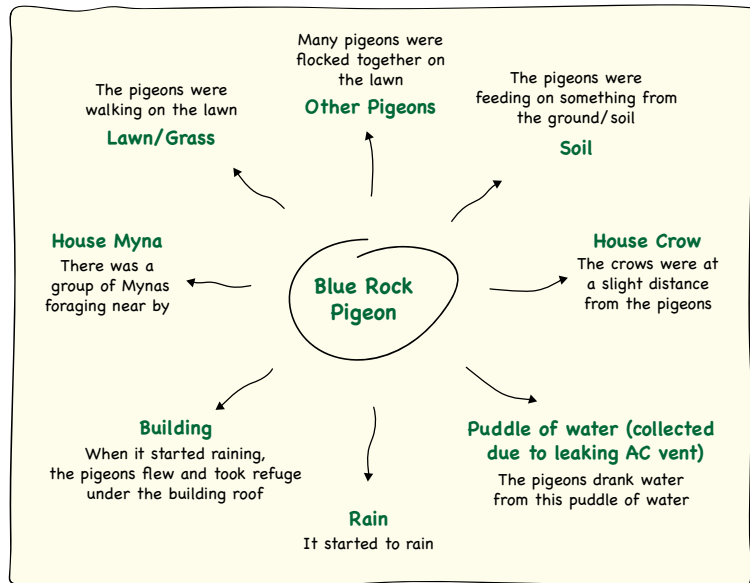 Many pigeons were
flocked together on
the lawn
Other Pigeons
The pigeons were
walking on the lawn
Lawn/Grass
The pigeons were
feeding on something from
the ground/soil
Soil
House Myna
There was a
group of Mynas
foraging near by
Blue Rock
Pigeon
House Crow
The crows were at
a slight distance
from the pigeons
Building
When it started raining,
the pigeons flew and took refuge
under the building roof
Puddle of water (collected
due to leaking AC vent)
The pigeons drank water
from this puddle of water
Rain
It started to rain